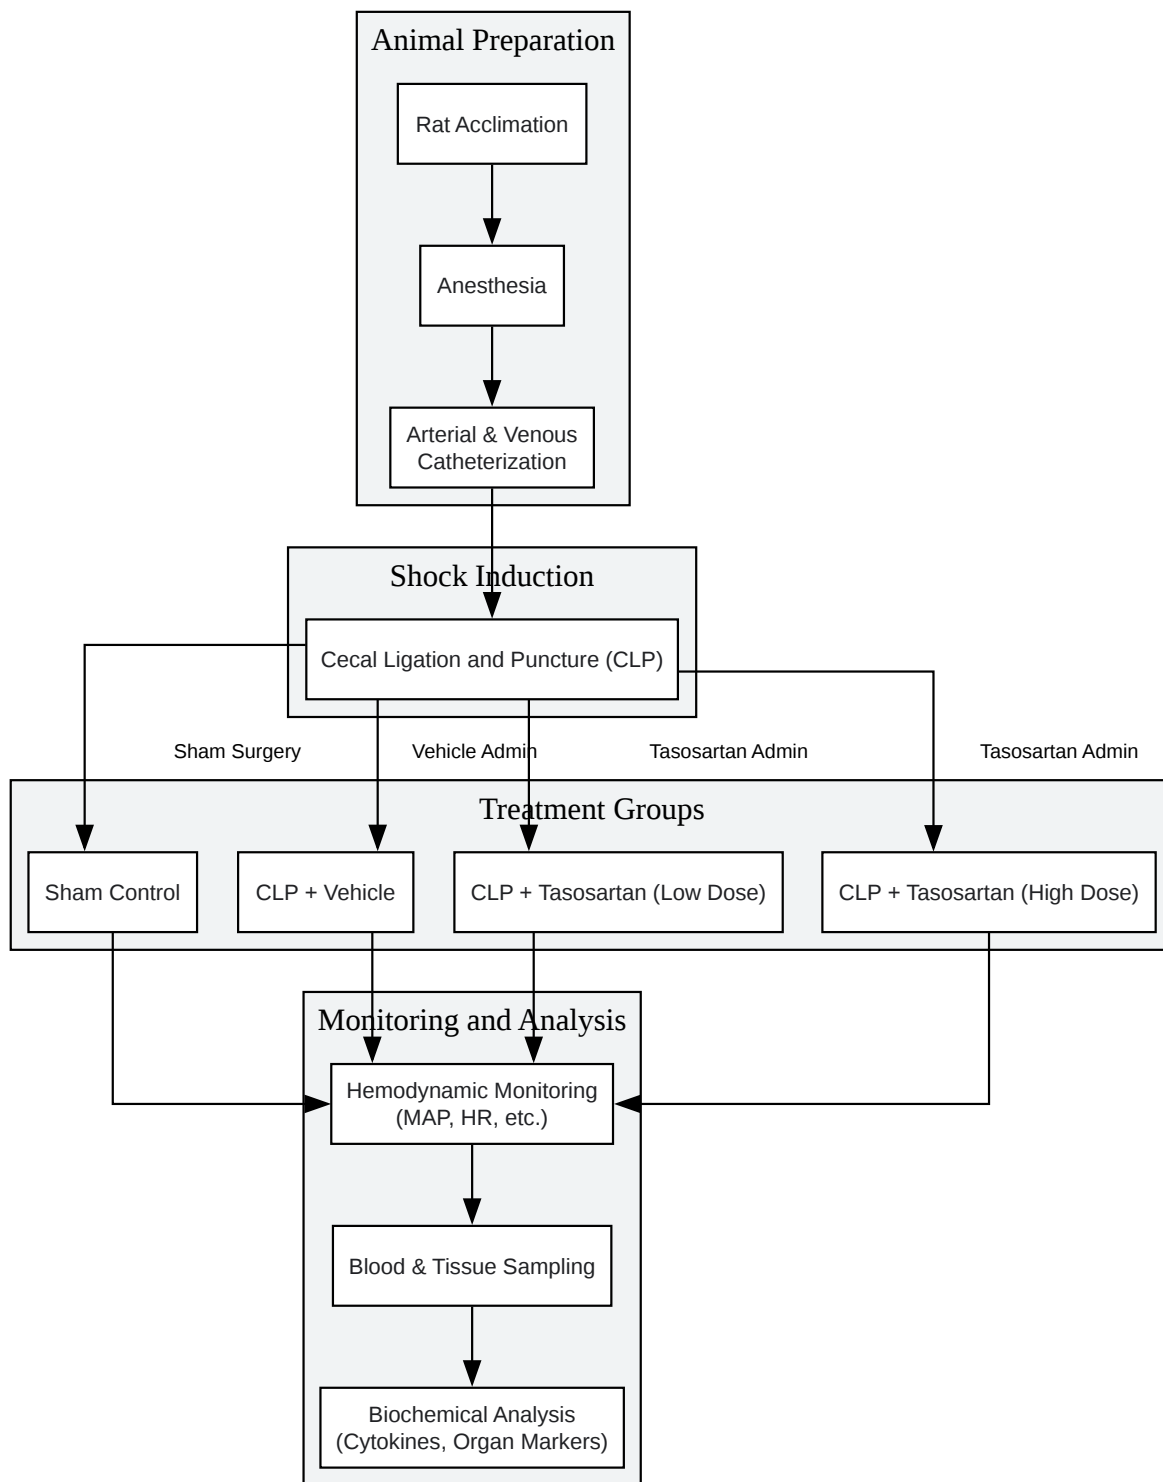 Animal Preparation
Rat Acclimation
Anesthesia
Arterial & Venous
Catheterization
Shock Induction
Cecal Ligation and Puncture (CLP)
Sham Surgery
Vehicle Admin
Tasosartan Admin
Tasosartan Admin
Treatment Groups
Sham Control
CLP + Vehicle
CLP + Tasosartan (Low Dose)
CLP + Tasosartan (High Dose)
Monitoring and Analysis
Hemodynamic Monitoring
(MAP, HR, etc.)
Blood & Tissue Sampling
Biochemical Analysis
(Cytokines, Organ Markers)